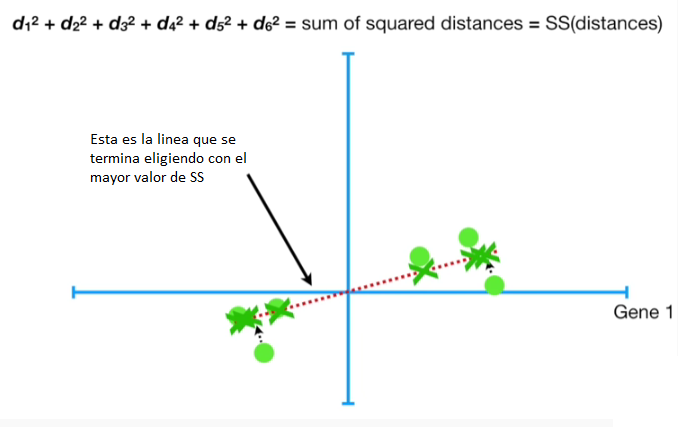 d₁² + d₂² + d₃² + d₄² + d₅² + d₆² = sum of squared distances = SS(distances)
Esta es la linea que se
termina eligiendo con el
mayor valor de SS
Gene 1